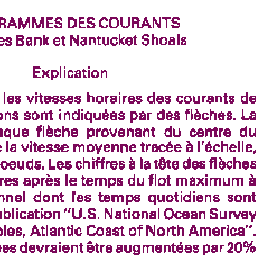 RAMMES DES COURANTS
es Bank et Nantucket Shoals
Explication
les vitesses horaires des courants de
ns sont indiquées par des flèches. La
que flèche provenant du centre du
la vitesse moyenne tracée à l'échelle,
oeuds. Les chiffres à la tête des flèches
res après le temps du flot maximum à
nnel dont les temps quotidiens sont
ublication "U.S. National Ocean Survey
les, Atlantic Coast of North America".
es devraient être augmentées par 20%